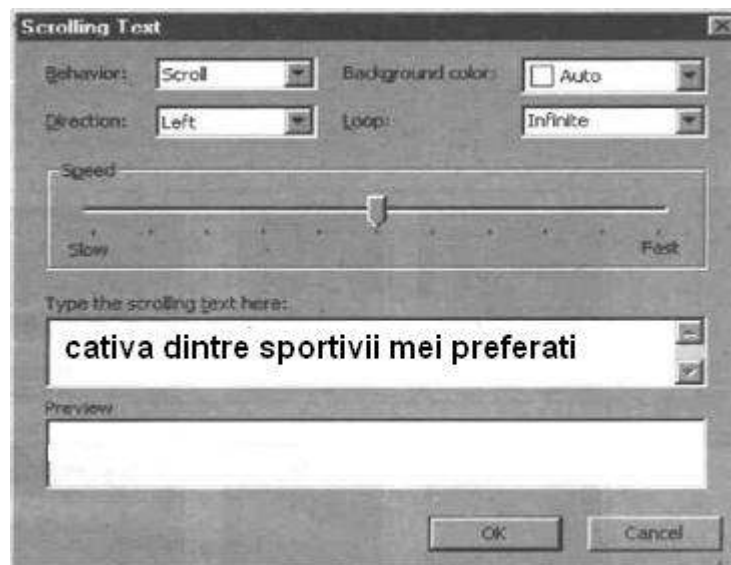 Scrolling Text
Behavior: Scroll Background color: Auto
Direction: Left Loop: Infinite
Speed
Slow Fast
Type the scrolling text here:
cativa dintre sportivii mei preferati
Preview
OK Cancel